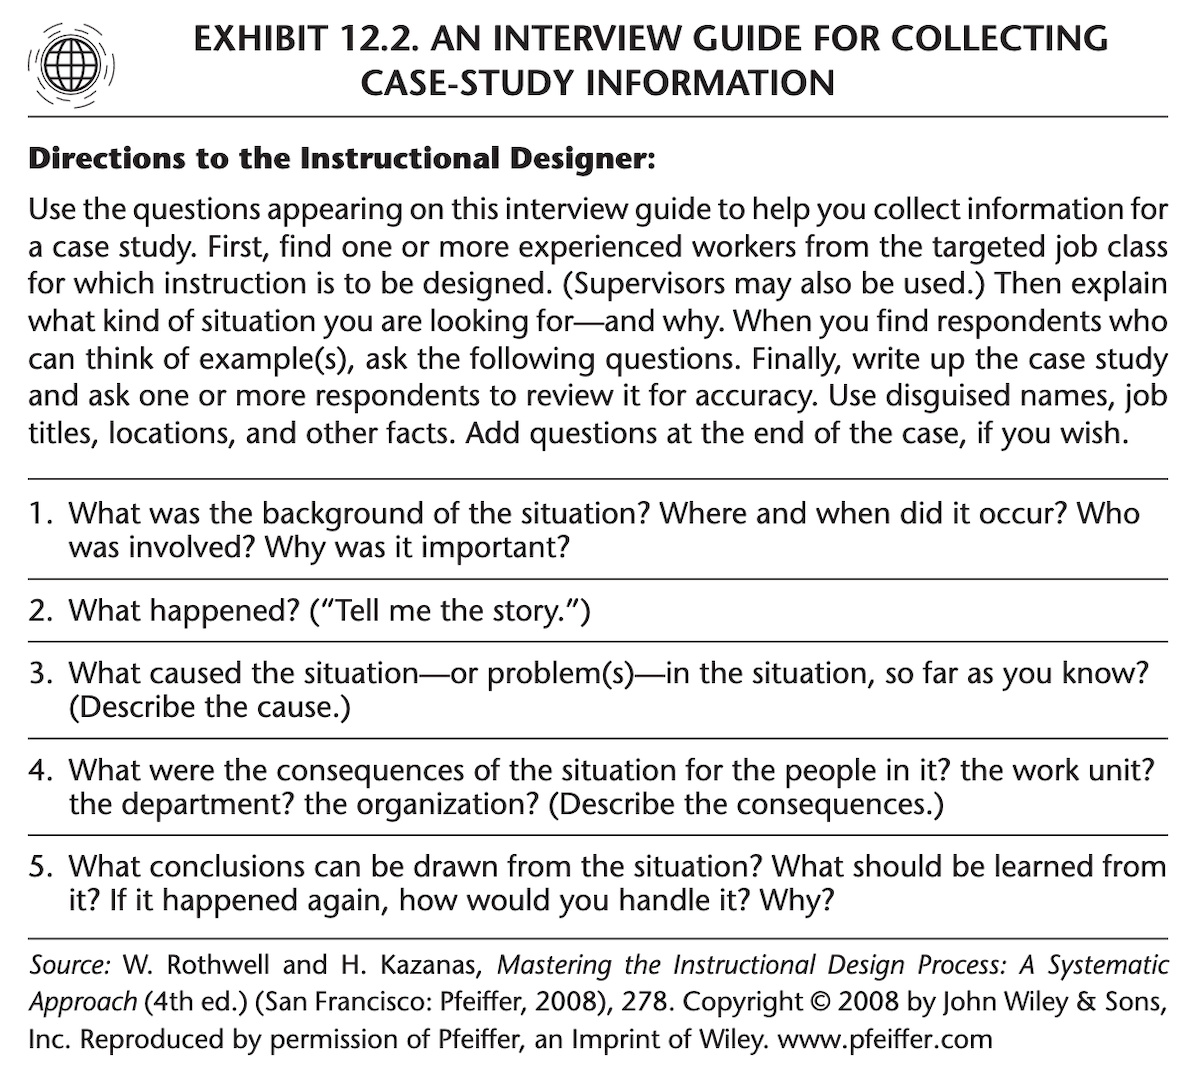 EXHIBIT 12.2. AN INTERVIEW GUIDE FOR COLLECTING
CASE-STUDY INFORMATION
Directions to the Instructional Designer:
Use the questions appearing on this interview guide to help you collect information for
a case study. First, find one or more experienced workers from the targeted job class
for which instruction is to be designed. (Supervisors may also be used.) Then explain
what kind of situation you are looking for—and why. When you find respondents who
can think of example(s), ask the following questions. Finally, write up the case study
and ask one or more respondents to review it for accuracy. Use disguised names, job
titles, locations, and other facts. Add questions at the end of the case, if you wish.
1. What was the background of the situation? Where and when did it occur? Who
was involved? Why was it important?
2. What happened? (“Tell me the story.”)
3. What caused the situation—or problem(s)—in the situation, so far as you know?
(Describe the cause.)
4. What were the consequences of the situation for the people in it? the work unit?
the department? the organization? (Describe the consequences.)
5. What conclusions can be drawn from the situation? What should be learned from
it? If it happened again, how would you handle it? Why?
Source: W. Rothwell and H. Kazanas, Mastering the Instructional Design Process: A Systematic
Approach (4th ed.) (San Francisco: Pfeiffer, 2008), 278. Copyright © 2008 by John Wiley & Sons,
Inc. Reproduced by permission of Pfeiffer, an Imprint of Wiley. www.pfeiffer.com